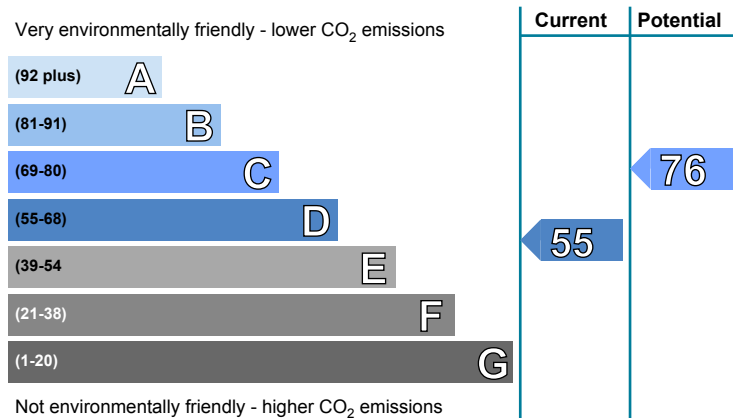 Current Potential
Very environmentally friendly - lower CO2 emissions
(92 plus) A
(81-91) B
(69-80) C
76
(55-68) D
55
(39-54 E
(21-38) F
(1-20) G
Not environmentally friendly - higher CO2 emissions